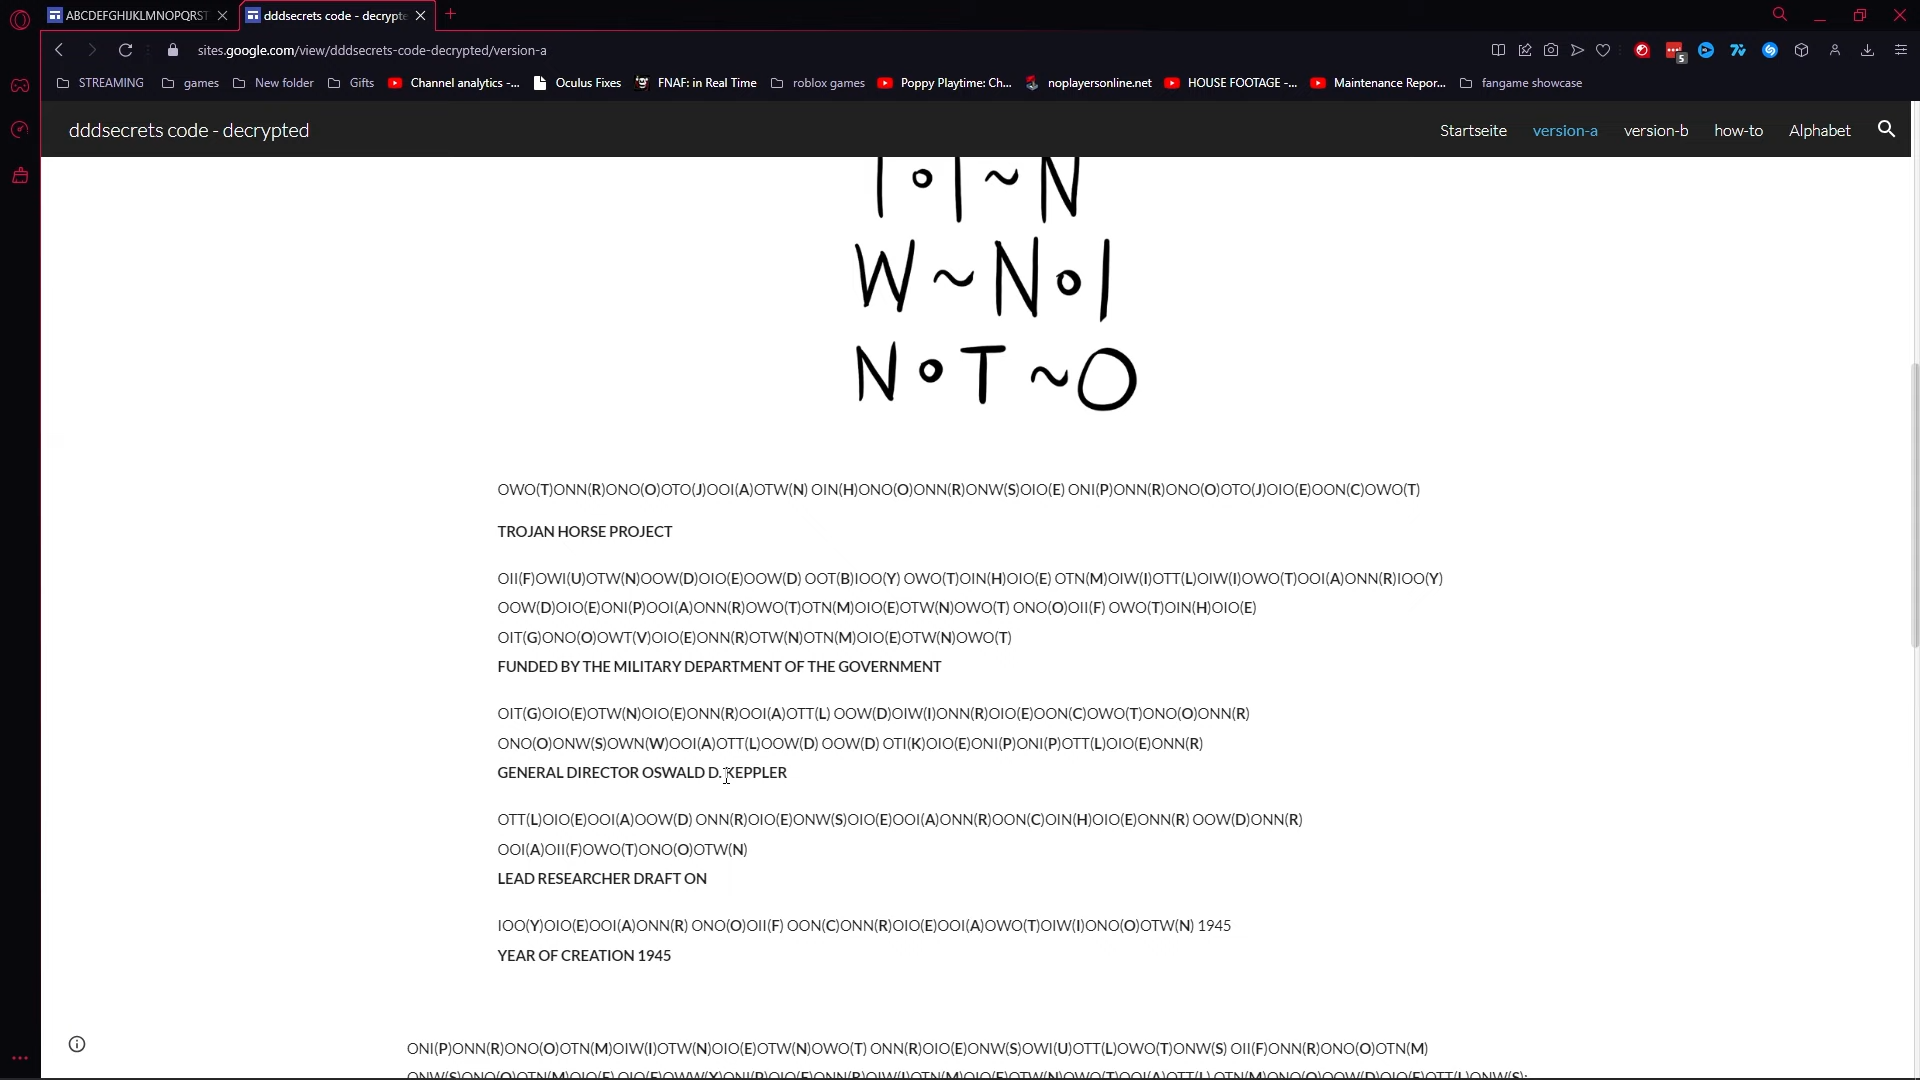 ABCDEFGHIJKLMNOPQRST
dddsecrets code - decrypte
sites.google.com/view/dddsecrets-code-decrypted/version-a
5
STREAMING games New folder Gifts Channel analytics -... Oculus Fixes FNAF: in Real Time roblox games Poppy Playtime: Ch... noplayersonline.net HOUSE FOOTAGE -... Maintenance Repor... fangame showcase
dddsecrets code - decrypted
Startseite version-a version-b how-to Alphabet
W ~ N o I
N o T ~ O
OWO(T)ONN(R)ONO(O)OTO(J)OOI(A)OTW(N) OIN(H)ONO(O)ONN(R)ONW(S)OIO(E) ONI(P)ONN(R)ONO(O)OTO(J)OIO(E)OON(C)OWO(T)
TROJAN HORSE PROJECT
OII(F)OWI(U)OTW(N)OOW(D)OIO(E)OOW(D) OOT(B)IOO(Y) OWO(T)OIN(H)OIO(E) OTN(M)OIW(I)OTT(L)OIW(I)OWO(T)OOI(A)ONN(R)IOO(Y)
OOW(D)OIO(E)ONI(P)OOI(A)ONN(R)OWO(T)OTN(M)OIO(E)OTW(N)OWO(T) ONO(O)OII(F) OWO(T)OIN(H)OIO(E)
OIT(G)ONO(O)OWT(V)OIO(E)ONN(R)OTW(N)OTN(M)OIO(E)OTW(N)OWO(T)
FUNDED BY THE MILITARY DEPARTMENT OF THE GOVERNMENT
OIT(G)OIO(E)OTW(N)OIO(E)ONN(R)OOI(A)OTT(L) OOW(D)OIW(I)ONN(R)OIO(E)OON(C)OWO(T)ONO(O)ONN(R)
ONO(O)ONW(S)OWN(W)OOI(A)OTT(L)OOW(D) OOW(D) OTI(K)OIO(E)ONI(P)ONI(P)OTT(L)OIO(E)ONN(R)
GENERAL DIRECTOR OSWALD D. KEPPLER
OTT(L)OIO(E)OOI(A)OOW(D) ONN(R)OIO(E)ONW(S)OIO(E)OOI(A)ONN(R)OON(C)OIN(H)OIO(E)ONN(R) OOW(D)ONN(R)
OOI(A)OII(F)OWO(T)ONO(O)OTW(N)
LEAD RESEARCHER DRAFT ON
IOO(Y)OIO(E)OOI(A)ONN(R) ONO(O)OII(F) OON(C)ONN(R)OIO(E)OOI(A)OWO(T)OIW(I)ONO(O)OTW(N) 1945
YEAR OF CREATION 1945
ONI(P)ONN(R)ONO(O)OTN(M)OIW(I)OTW(N)OIO(E)OTW(N)OWO(T) ONN(R)OIO(E)ONW(S)OWI(U)OTT(L)OWO(T)ONW(S) OII(F)ONN(R)ONO(O)OTN(M)